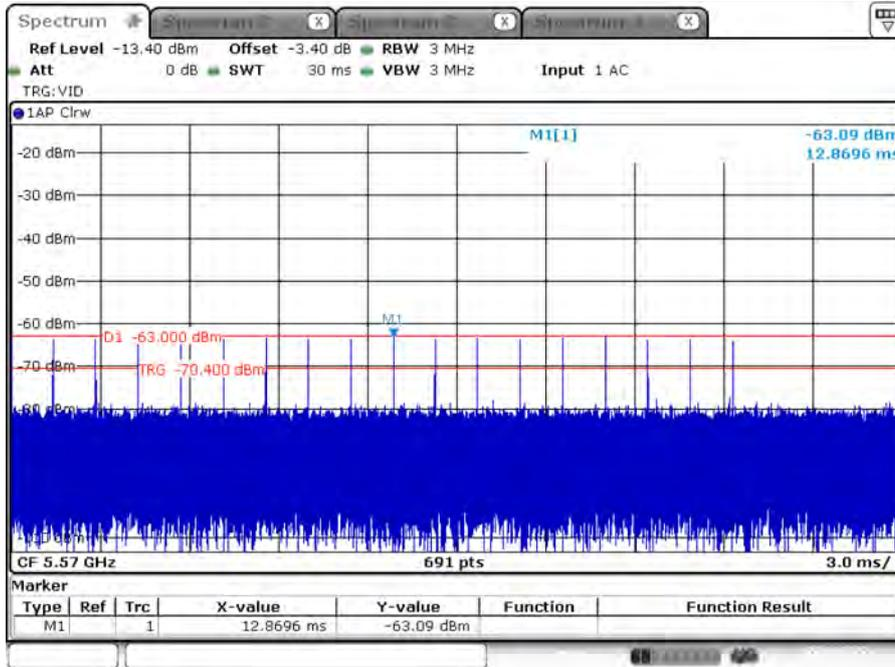 Spectrum
Ref Level -13.40 dBm Offset -3.40 dB RBW 3 MHz
Att 0 dB SWT 30 ms VBW 3 MHz Input 1 AC
TRG:VID
1AP Clrw
M1[1] -63.09 dBm
12.8696 ms
-20 dBm
-30 dBm
-40 dBm
-50 dBm
-60 dBm
M1
D1 -63.000 dBm
-70 dBm
TRG -70.400 dBm
-80 dBm
CF 5.57 GHz 691 pts 3.0 ms/
Marker
Type Ref Trc X-value Y-value Function Function Result
M1 1 12.8696 ms -63.09 dBm